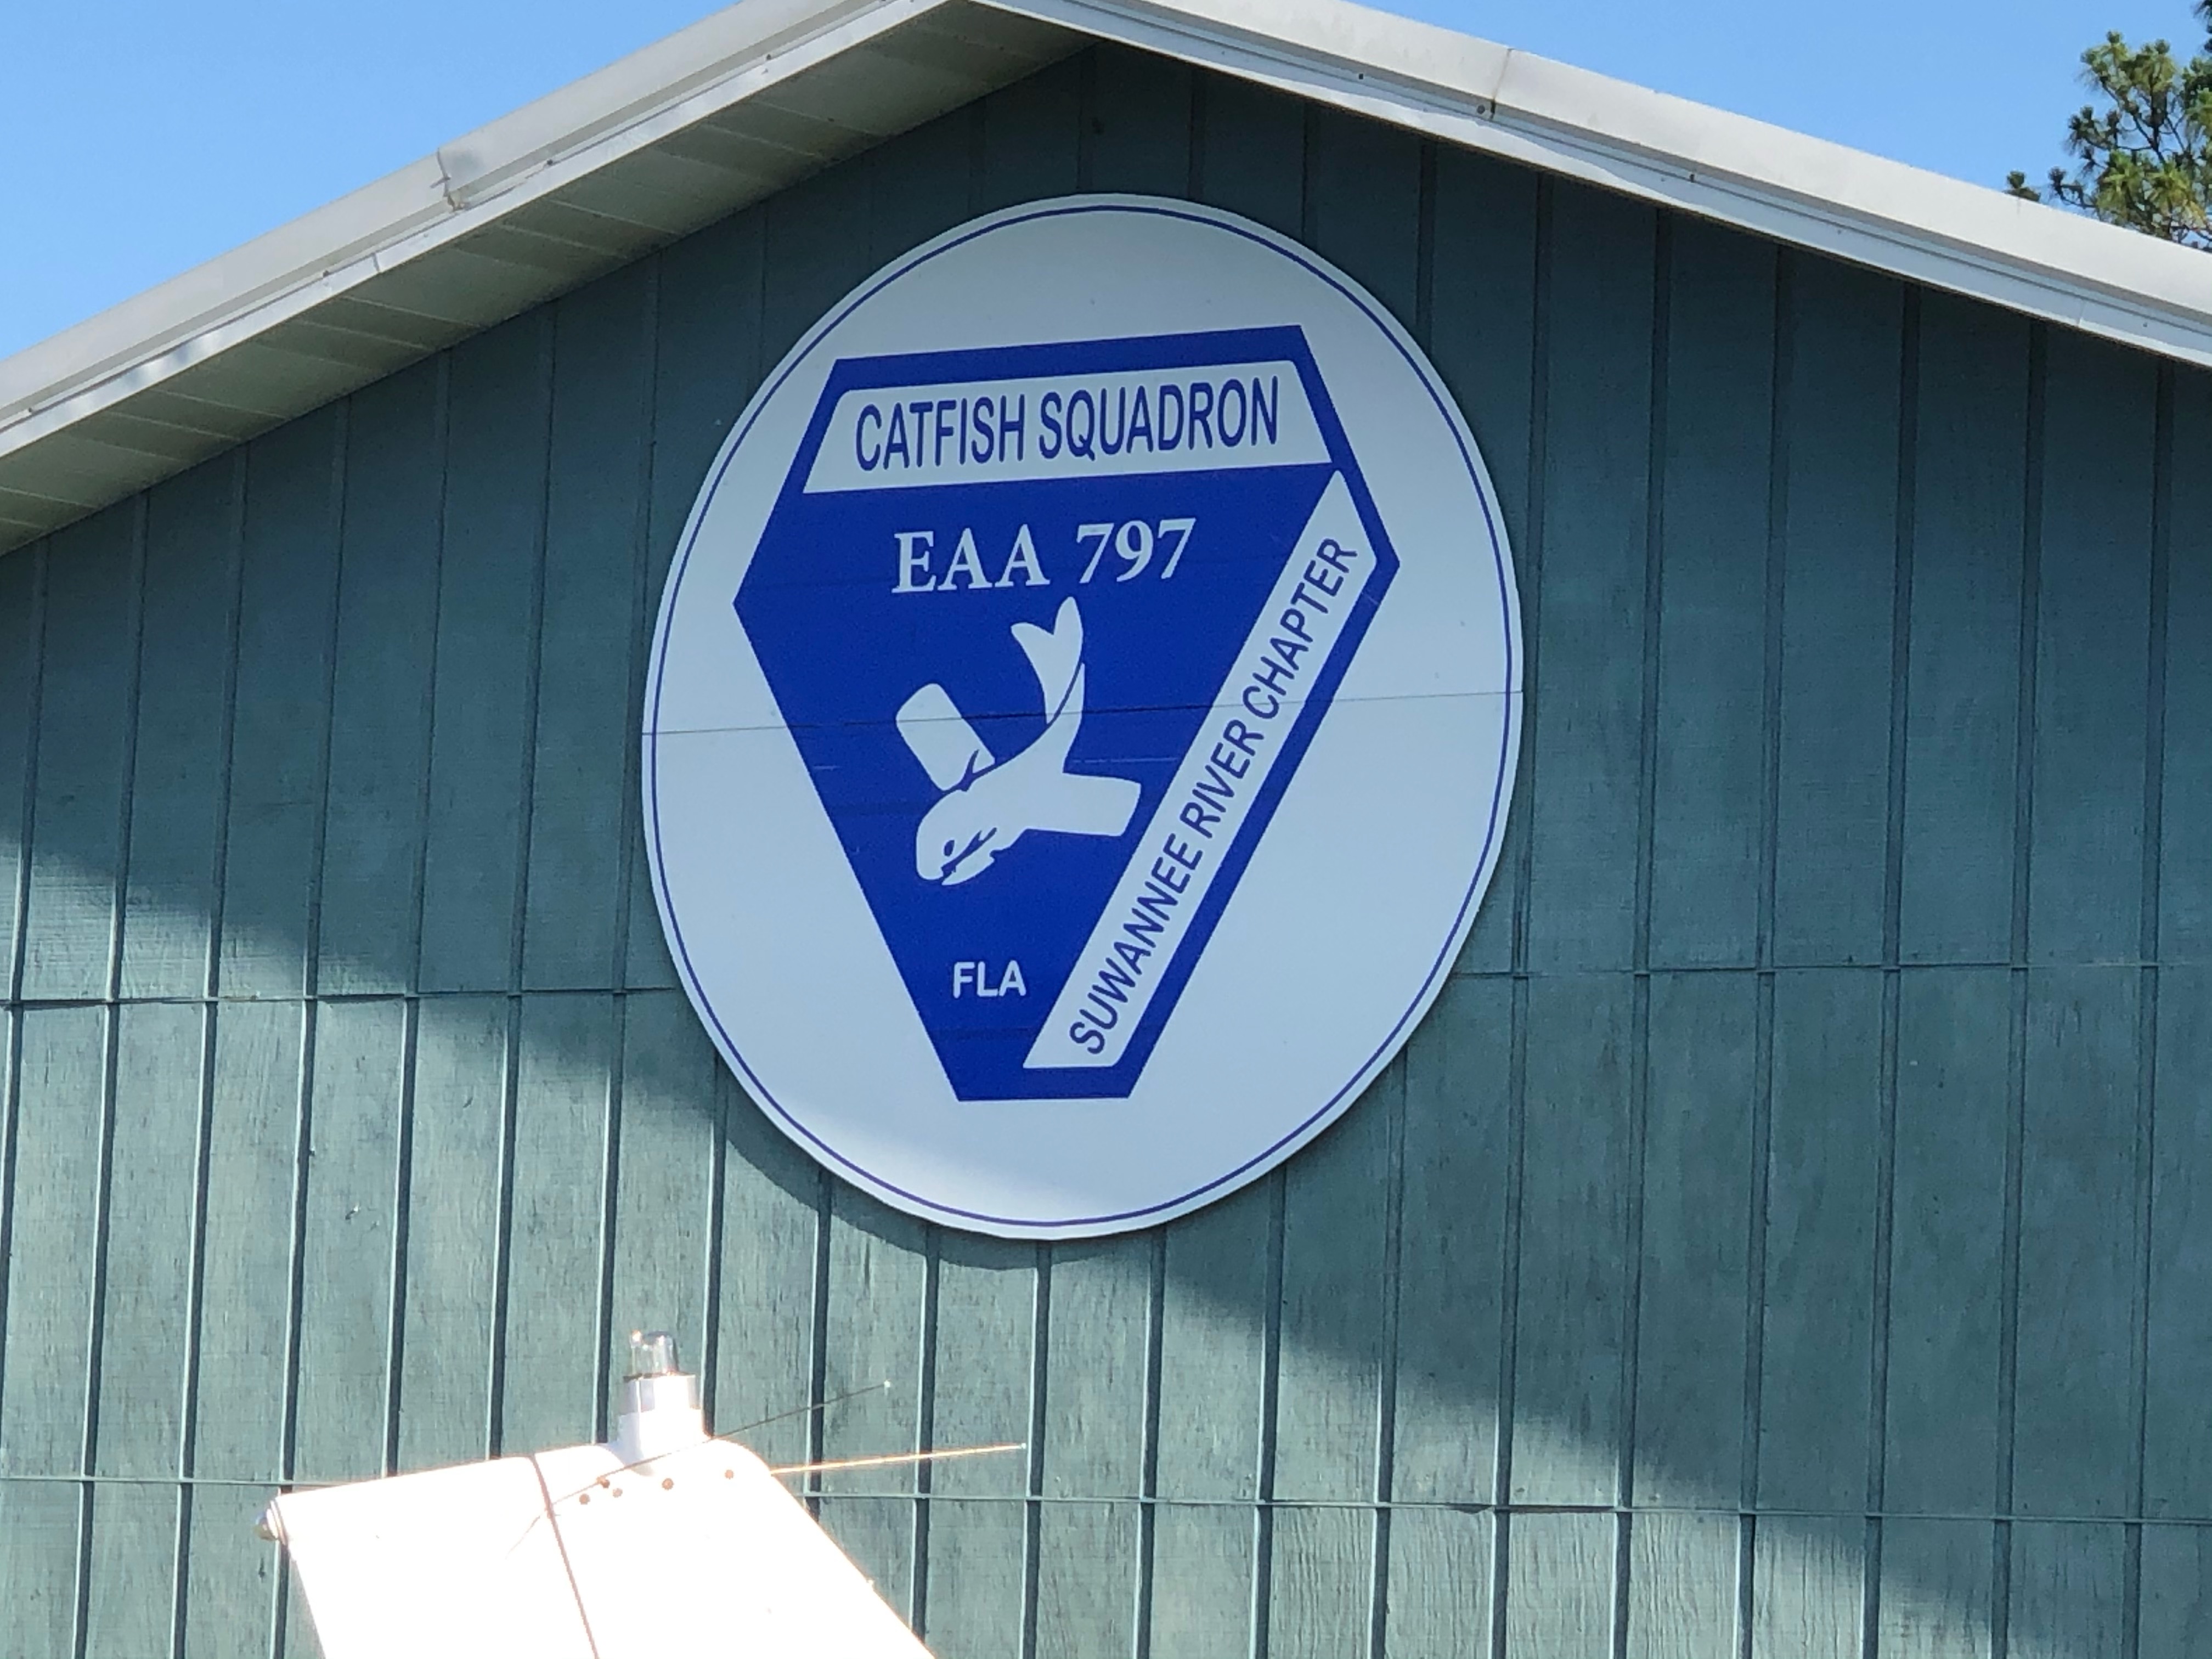 CATFISH SQUADRON
EAA 797
SUWANNEE RIVER CHAPTER
FLA